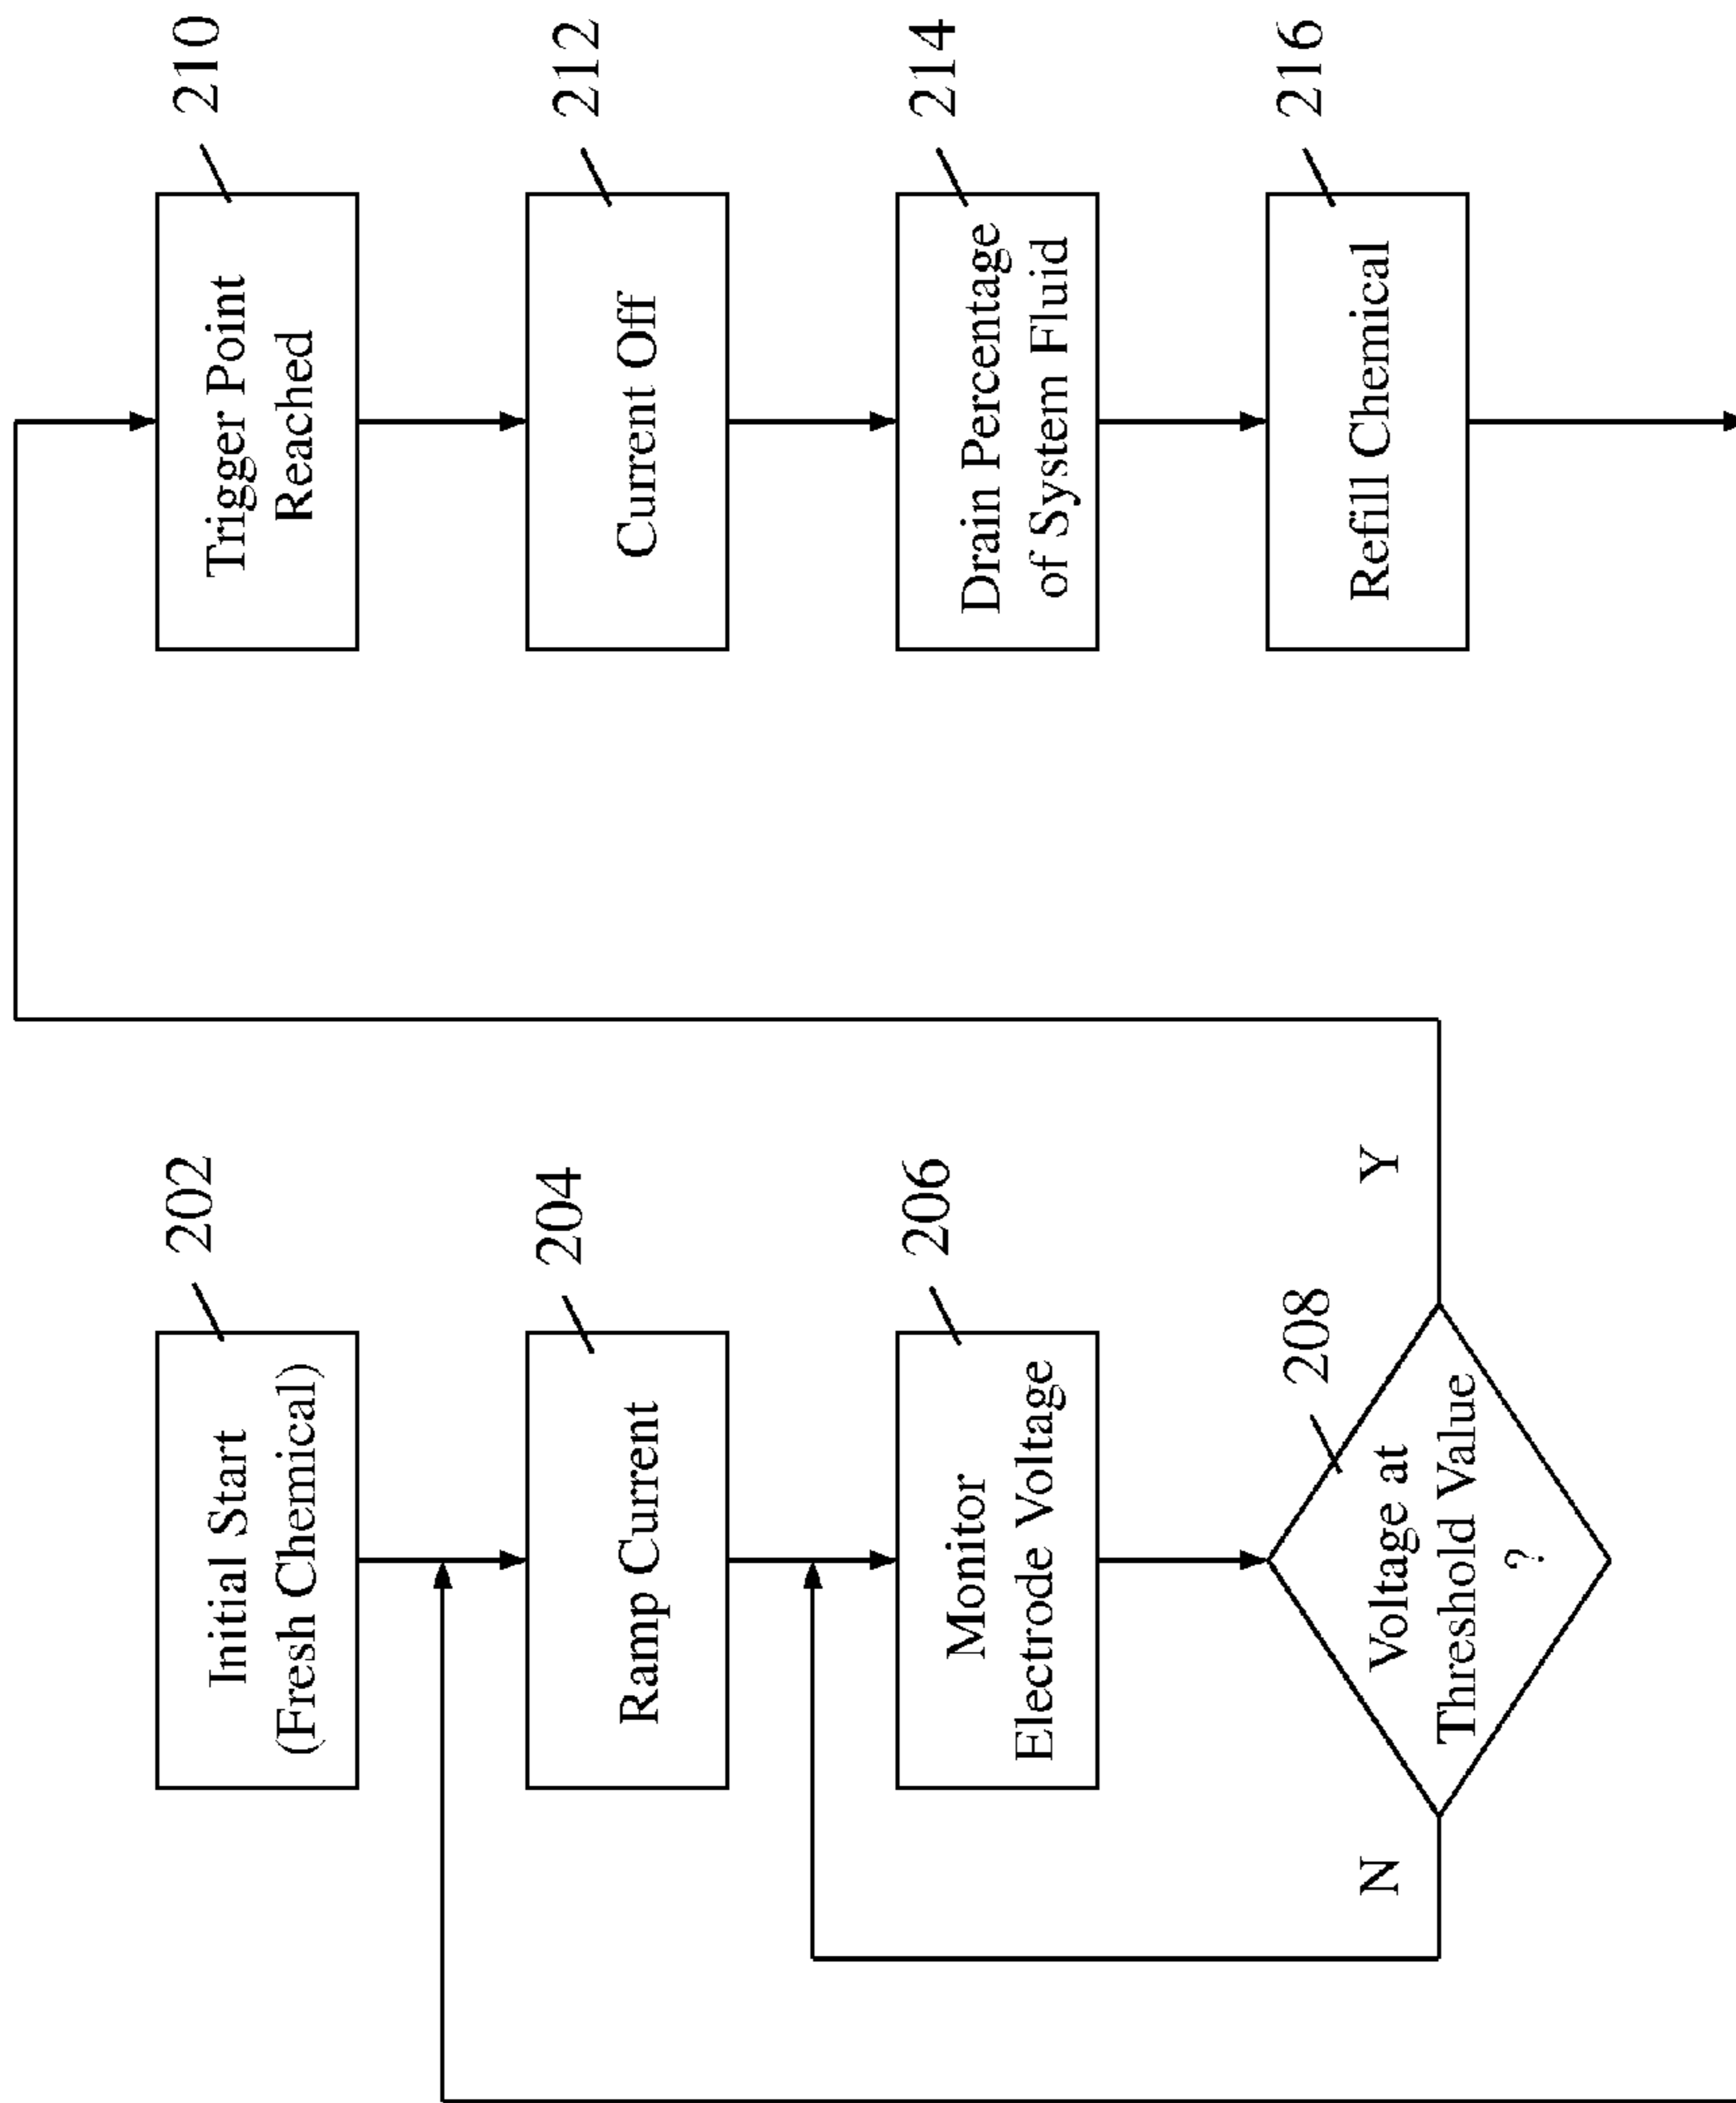 202
Initial Start
(Fresh Chemical)
204
Ramp Current
206
Monitor
Electrode Voltage
208
Voltage at
Threshold Value
?
N
Y
210
Trigger Point
Reached
212
Current Off
214
Drain Percentage
of System Fluid
216
Refill Chemical